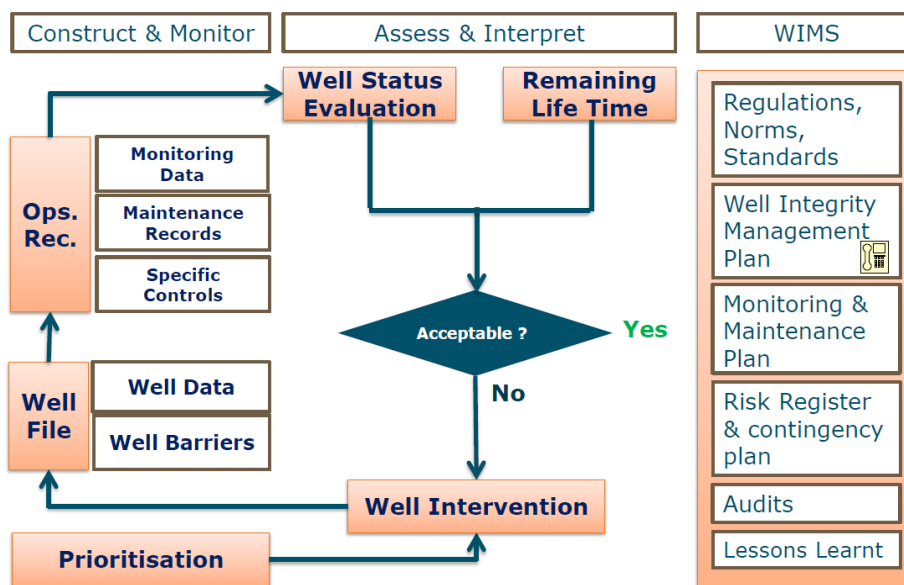 Construct & Monitor
Assess & Interpret
WIMS
Well Status
Evaluation
Remaining
Life Time
Ops.
Rec.
Monitoring
Data
Maintenance
Records
Specific
Controls
Acceptable ?
Yes
No
Well
File
Well Data
Well Barriers
Well Intervention
Prioritisation
Regulations,
Norms,
Standards
Well Integrity
Management
Plan
Monitoring &
Maintenance
Plan
Risk Register
& contingency
plan
Audits
Lessons Learnt